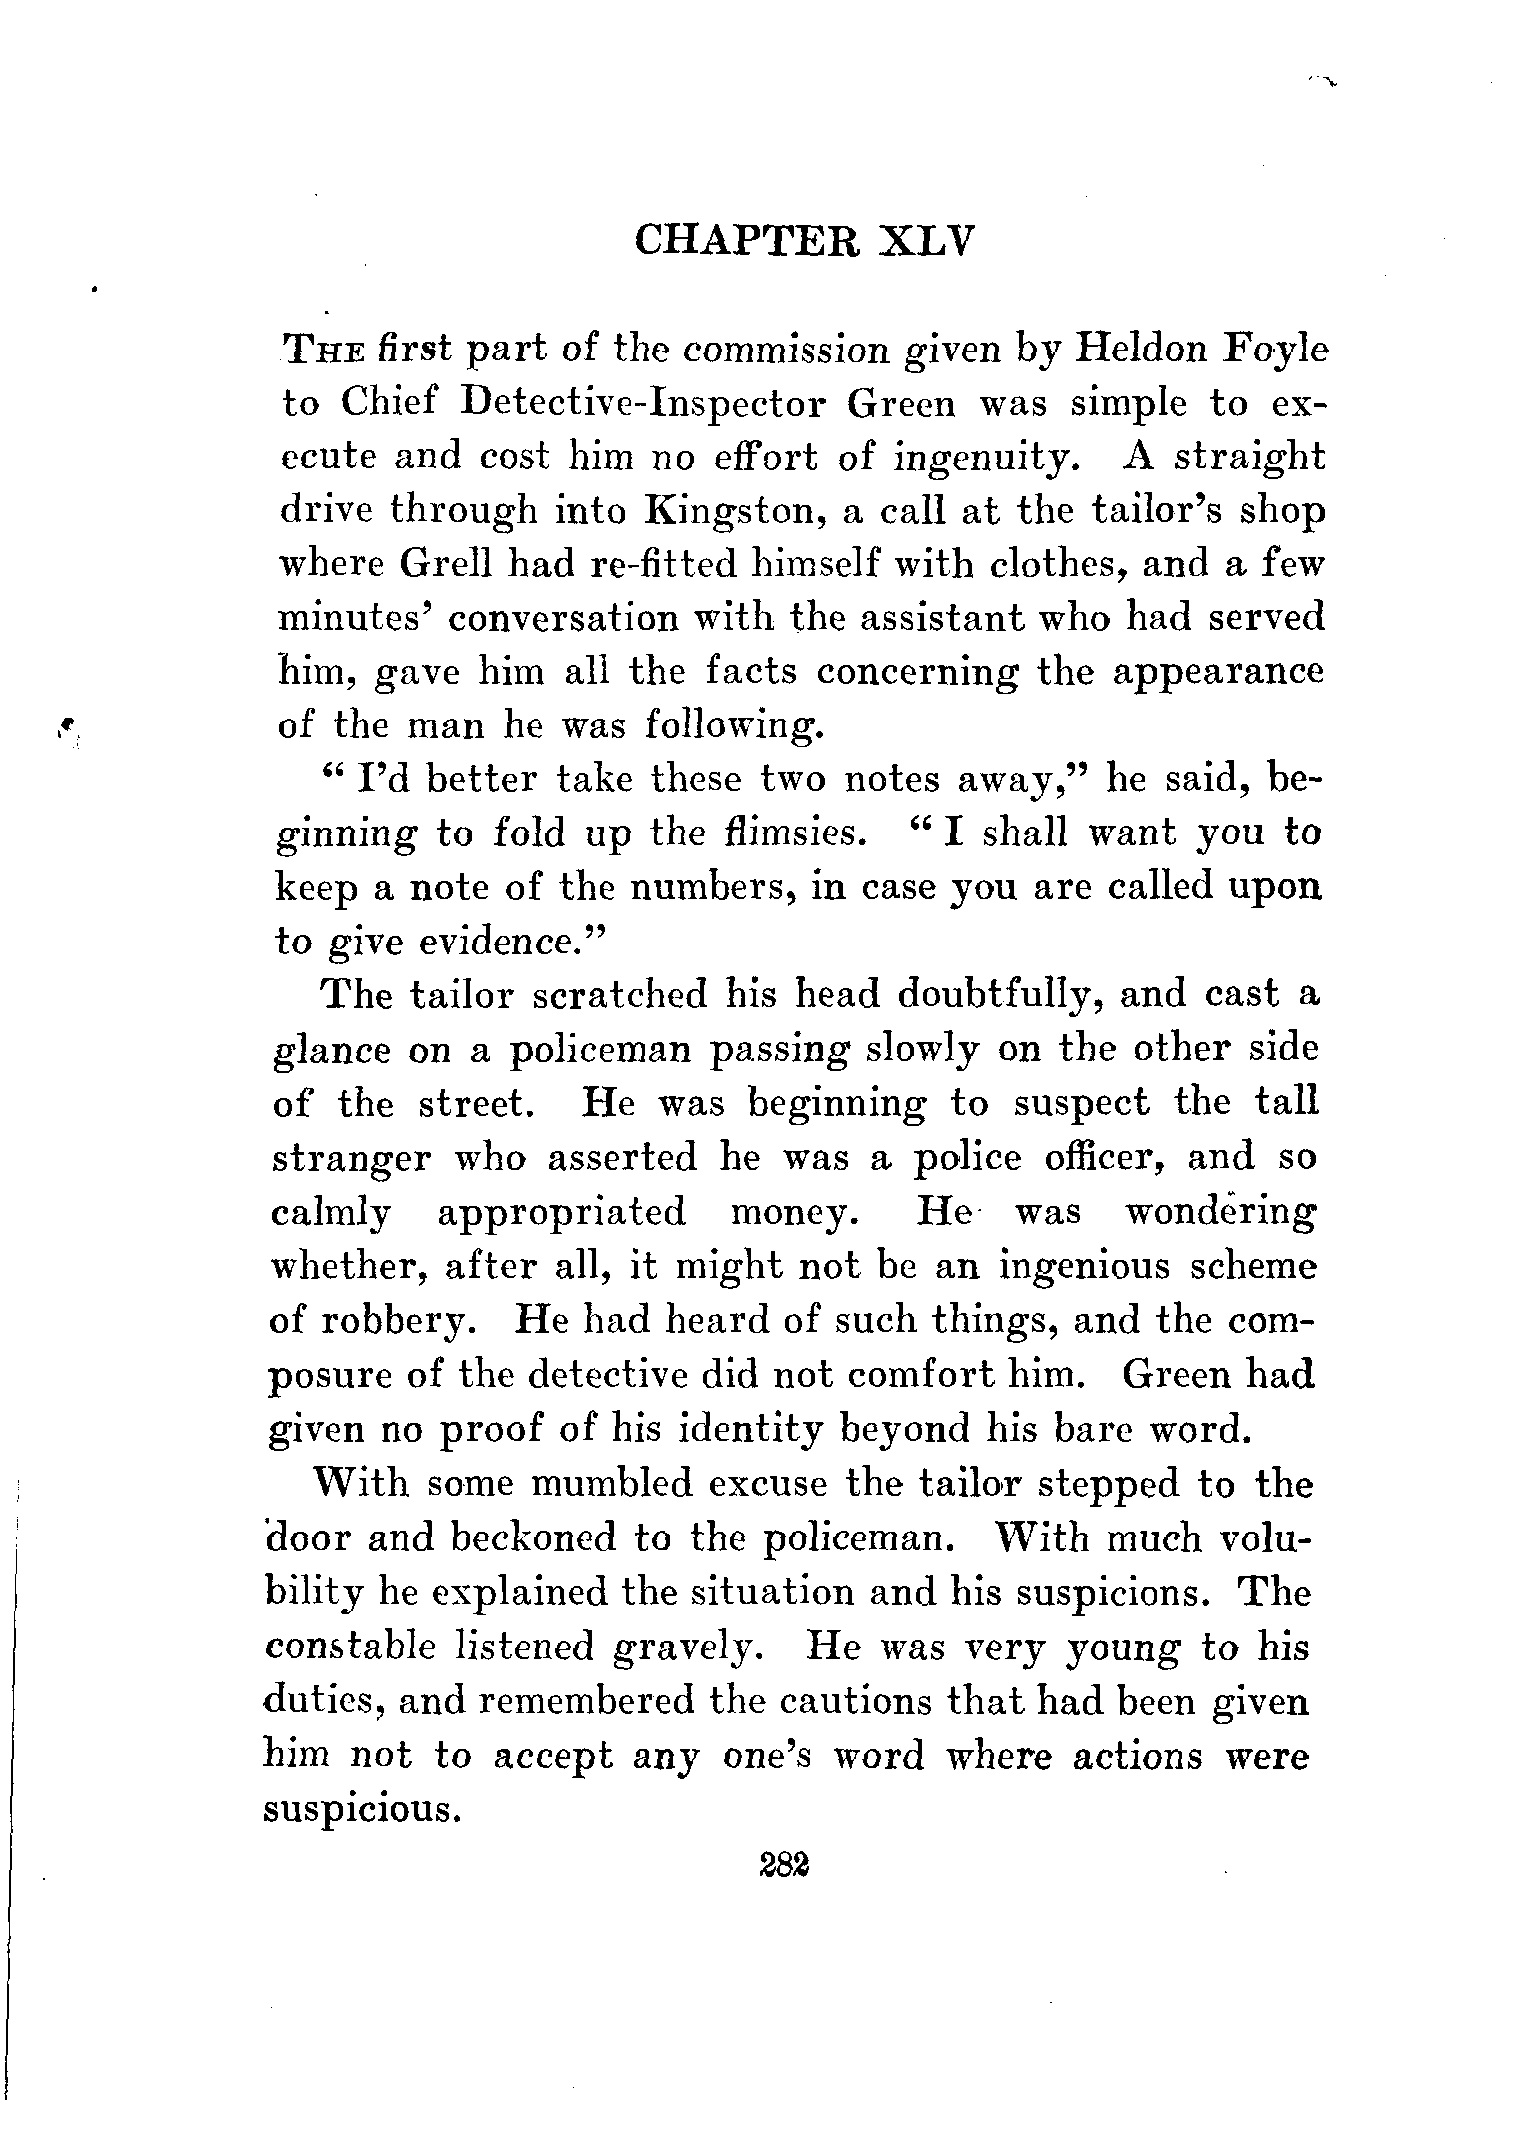 CHAPTER XLV
THE first part of the commission given by Heldon Foyle
to Chief Detective-Inspector Green was simple to ex-
ecute and cost him no effort of ingenuity. A straight
drive through into Kingston, a call at the tailor's shop
where Grell had re-fitted himself with clothes, and a few
minutes' conversation with the assistant who had served
him, gave him all the facts concerning the appearance
of the man he was following.
“ I'd better take these two notes away,” he said, be-
ginning to fold up the flimsies. “ I shall want you to
keep a note of the numbers, in case you are called upon
to give evidence.”
The tailor scratched his head doubtfully, and cast a
glance on a policeman passing slowly on the other side
of the street. He was beginning to suspect the tall
stranger who asserted he was a police officer, and so
calmly appropriated money. He was wondering
whether, after all, it might not be an ingenious scheme
of robbery. He had heard of such things, and the com-
posure of the detective did not comfort him. Green had
given no proof of his identity beyond his bare word.
With some mumbled excuse the tailor stepped to the
door and beckoned to the policeman. With much volu-
bility he explained the situation and his suspicions. The
constable listened gravely. He was very young to his
duties, and remembered the cautions that had been given
him not to accept any one's word where actions were
suspicious.
282